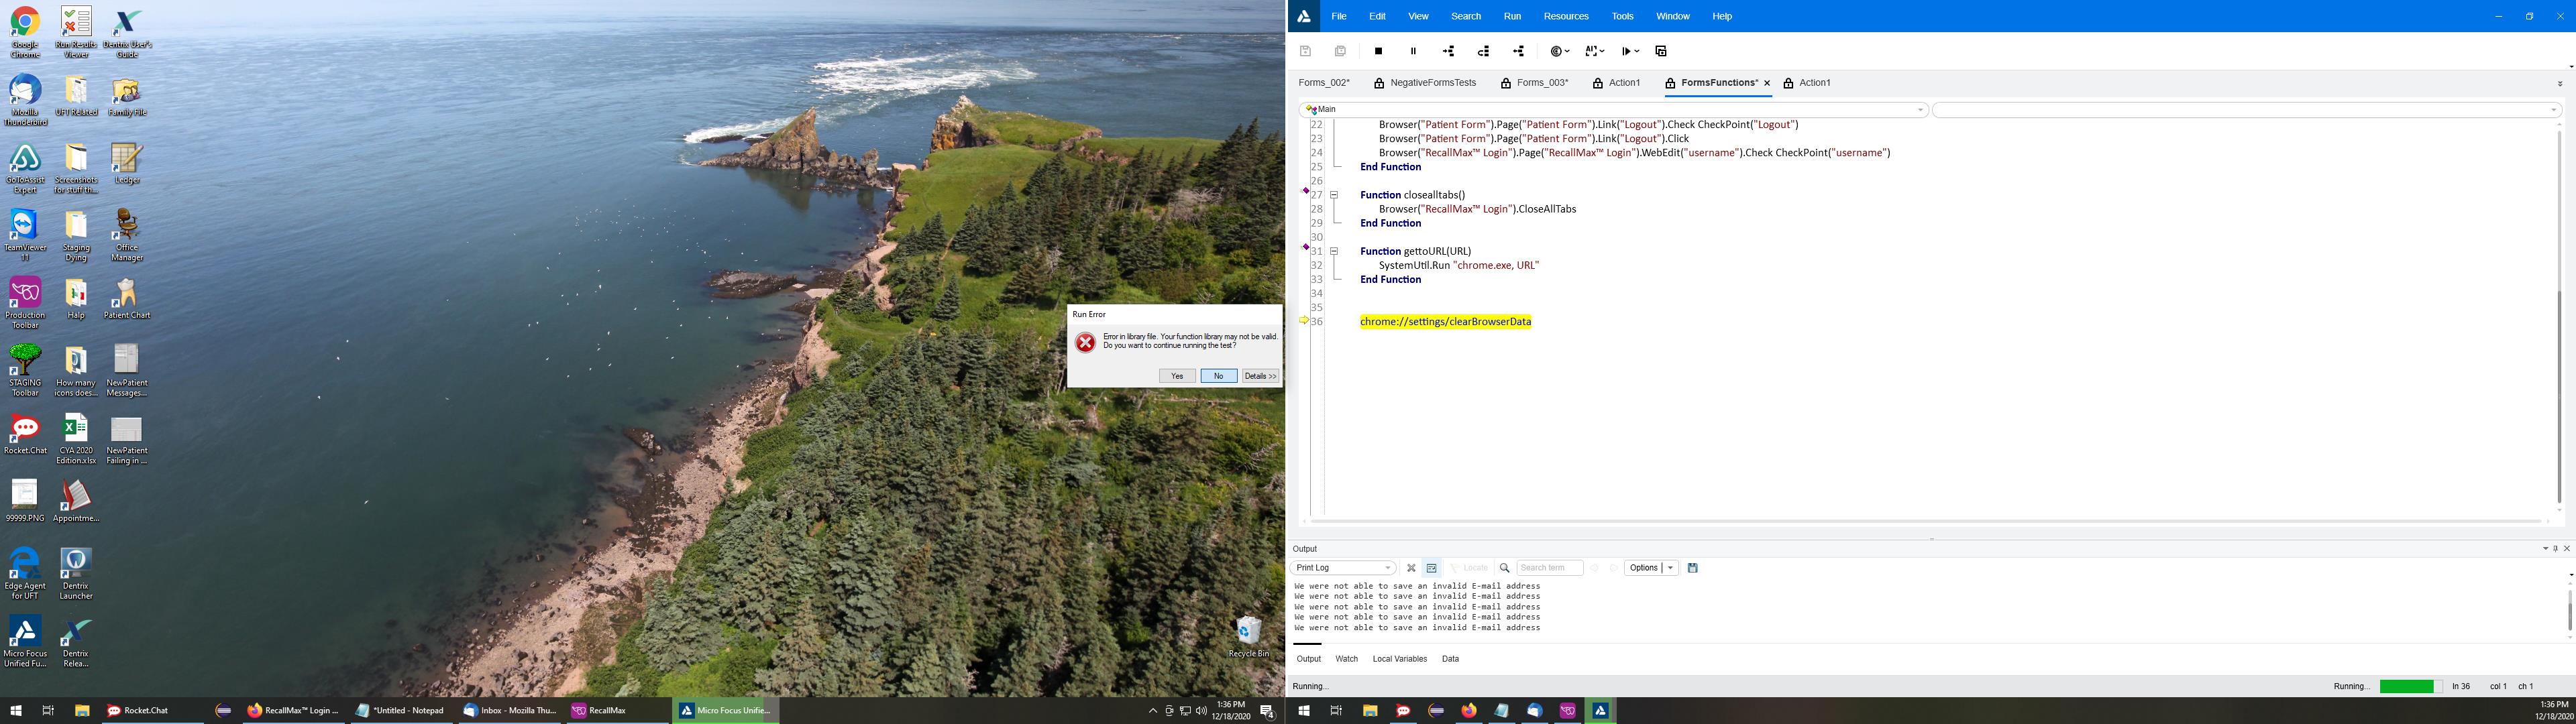 Google Chrome
Run Results Viewer
Dentrix User's Guide
Mozilla Thunderbird
UFT Related
Family File
GoToAssist Expert
Screenshots for stuff th...
Ledger
TeamViewer 11
Staging Dying
Office Manager
Production Toolbar
Halp
Patient Chart
STAGING Toolbar
How many icons does...
NewPatient Messages...
Rocket.Chat
CYA 2020 Edition.xlsx
NewPatient Failing in ...
99999.PNG
Appointme...
Edge Agent for UFT
Dentrix Launcher
Micro Focus Unified Fu...
Dentrix Relea...
Recycle Bin
Run Error
Error in library file. Your function library may not be valid.
Do you want to continue running the test?
Yes No Details >>
File Edit View Search Run Resources Tools Window Help
Forms_002* NegativeFormsTests Forms_003* Action1 FormsFunctions* Action1
Main
22 Browser("Patient Form").Page("Patient Form").Link("Logout").Check CheckPoint("Logout")
23 Browser("Patient Form").Page("Patient Form").Link("Logout").Click
24 Browser("RecallMax™ Login").Page("RecallMax™ Login").WebEdit("username").Check CheckPoint("username")
25 End Function
26
27 Function closealltabs()
28 Browser("RecallMax™ Login").CloseAllTabs
29 End Function
30
31 Function gettoURL(URL)
32 SystemUtil.Run "chrome.exe, URL"
33 End Function
34
35
36 chrome://settings/clearBrowserData
Output
Print Log Locate Search term Options
We were not able to save an invalid E-mail address
We were not able to save an invalid E-mail address
We were not able to save an invalid E-mail address
We were not able to save an invalid E-mail address
We were not able to save an invalid E-mail address
Output Watch Local Variables Data
Running... Running... ln 36 col 1 ch 1
Rocket.Chat RecallMax™ Login ... *Untitled - Notepad Inbox - Mozilla Thu... RecallMax Micro Focus Unifie... 1:36 PM
12/18/2020 4
1:36 PM
12/18/2020